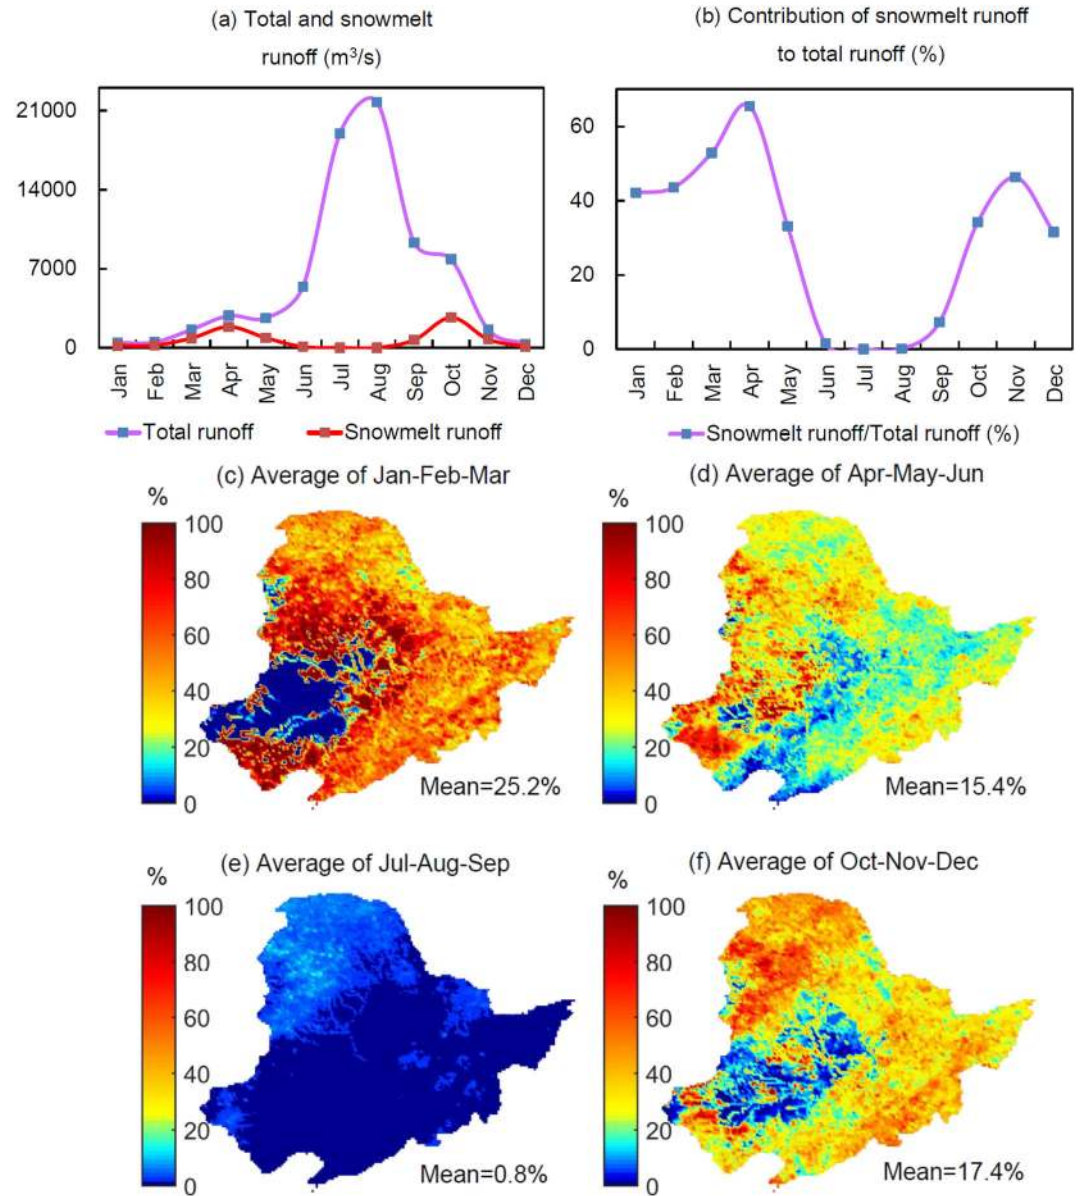 (a) Total and snowmelt
runoff (m³/s)
21000
14000
7000
0
Jan
Feb
Mar
Apr
May
Jun
Jul
Aug
Sep
Oct
Nov
Dec
Total runoff
Snowmelt runoff
(b) Contribution of snowmelt runoff
to total runoff (%)
60
40
20
0
Jan
Feb
Mar
Apr
May
Jun
Jul
Aug
Sep
Oct
Nov
Dec
Snowmelt runoff/Total runoff (%)
(c) Average of Jan-Feb-Mar
%
100
80
60
40
20
0
Mean=25.2%
(d) Average of Apr-May-Jun
%
100
80
60
40
20
0
Mean=15.4%
(e) Average of Jul-Aug-Sep
%
100
80
60
40
20
0
Mean=0.8%
(f) Average of Oct-Nov-Dec
%
100
80
60
40
20
0
Mean=17.4%